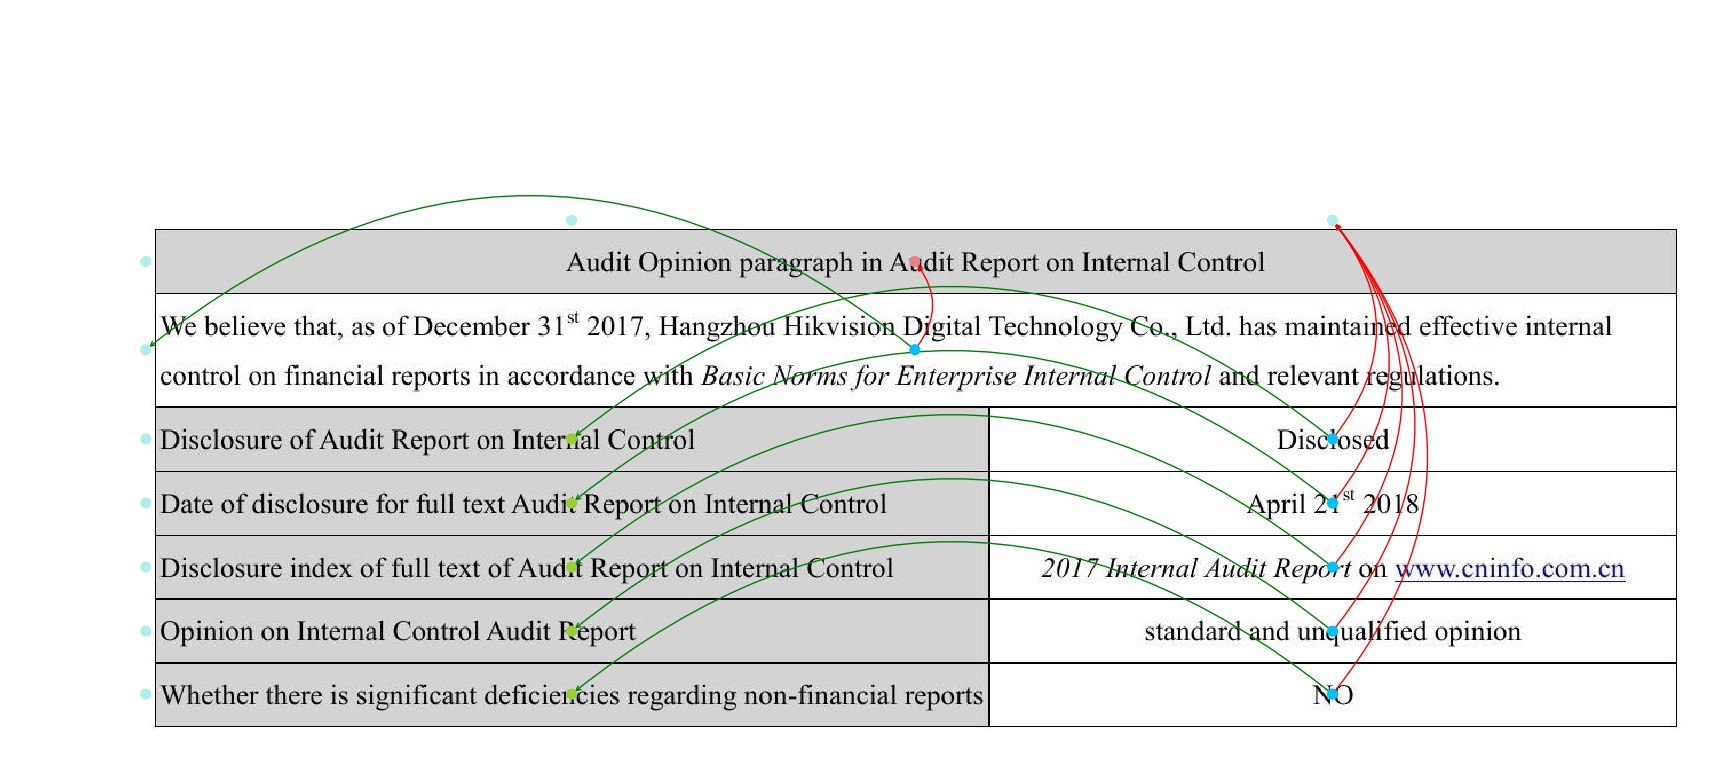 Audit Opinion paragraph in Audit Report on Internal Control
We believe that, as of December 31st 2017, Hangzhou Hikvision Digital Technology Co., Ltd. has maintained effective internal
control on financial reports in accordance with Basic Norms for Enterprise Internal Control and relevant regulations.
Disclosure of Audit Report on Internal Control Disclosed
Date of disclosure for full text Audit Report on Internal Control April 21st 2018
Disclosure index of full text of Audit Report on Internal Control 2017 Internal Audit Report on www.cninfo.com.cn
Opinion on Internal Control Audit Report standard and unqualified opinion
Whether there is significant deficiencies regarding non-financial reports NO